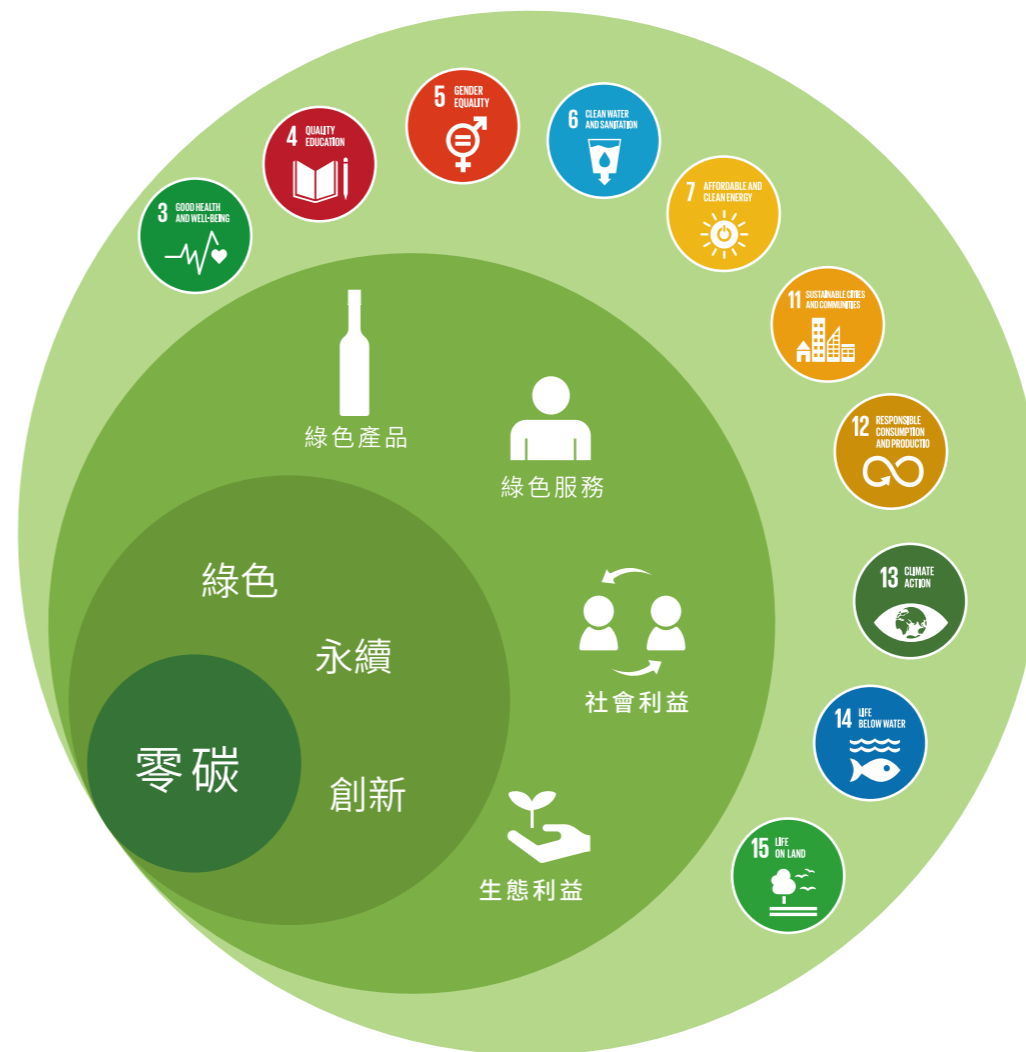 3 GOOD HEALTH
AND WELL-BEING
4 QUALITY
EDUCATION
5 GENDER
EQUALITY
6 CLEAN WATER
AND SANITATION
7 AFFORDABLE AND
CLEAN ENERGY
11 SUSTAINABLE CITIES
AND COMMUNITIES
12 RESPONSIBLE
CONSUMPTION
AND PRODUCTIO
13 CLIMATE
ACTION
14 LIFE
BELOW WATER
15 LIFE
ON LAND
綠色產品
綠色服務
社會利益
生態利益
綠色
永續
創新
零碳